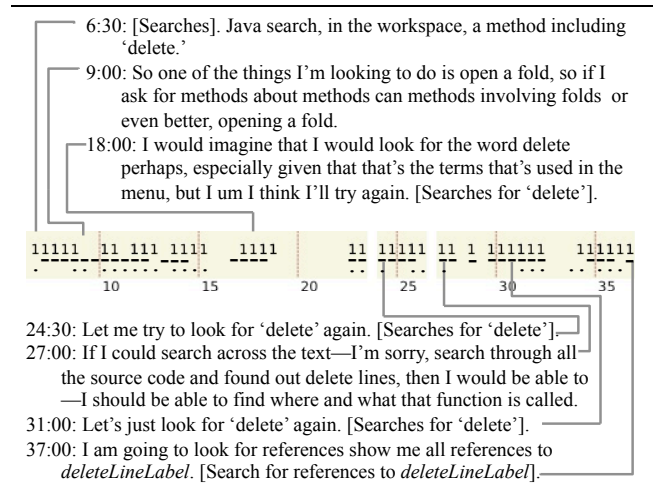 6:30: [Searches]. Java search, in the workspace, a method including
‘delete.’
9:00: So one of the things I’m looking to do is open a fold, so if I
ask for methods about methods can methods involving folds or
even better, opening a fold.
18:00: I would imagine that I would look for the word delete
perhaps, especially given that that’s the terms that’s used in the
menu, but I um I think I’ll try again. [Searches for ‘delete’].
11111 11 111 1111 1111 11 11111 11 1 111111 111111
10 15 20 25 30 35
24:30: Let me try to look for ‘delete’ again. [Searches for ‘delete’].
27:00: If I could search across the text—I’m sorry, search through all
the source code and found out delete lines, then I would be able to
—I should be able to find where and what that function is called.
31:00: Let’s just look for ‘delete’ again. [Searches for ‘delete’].
37:00: I am going to look for references show me all references to
deleteLineLabel. [Search for references to deleteLineLabel].